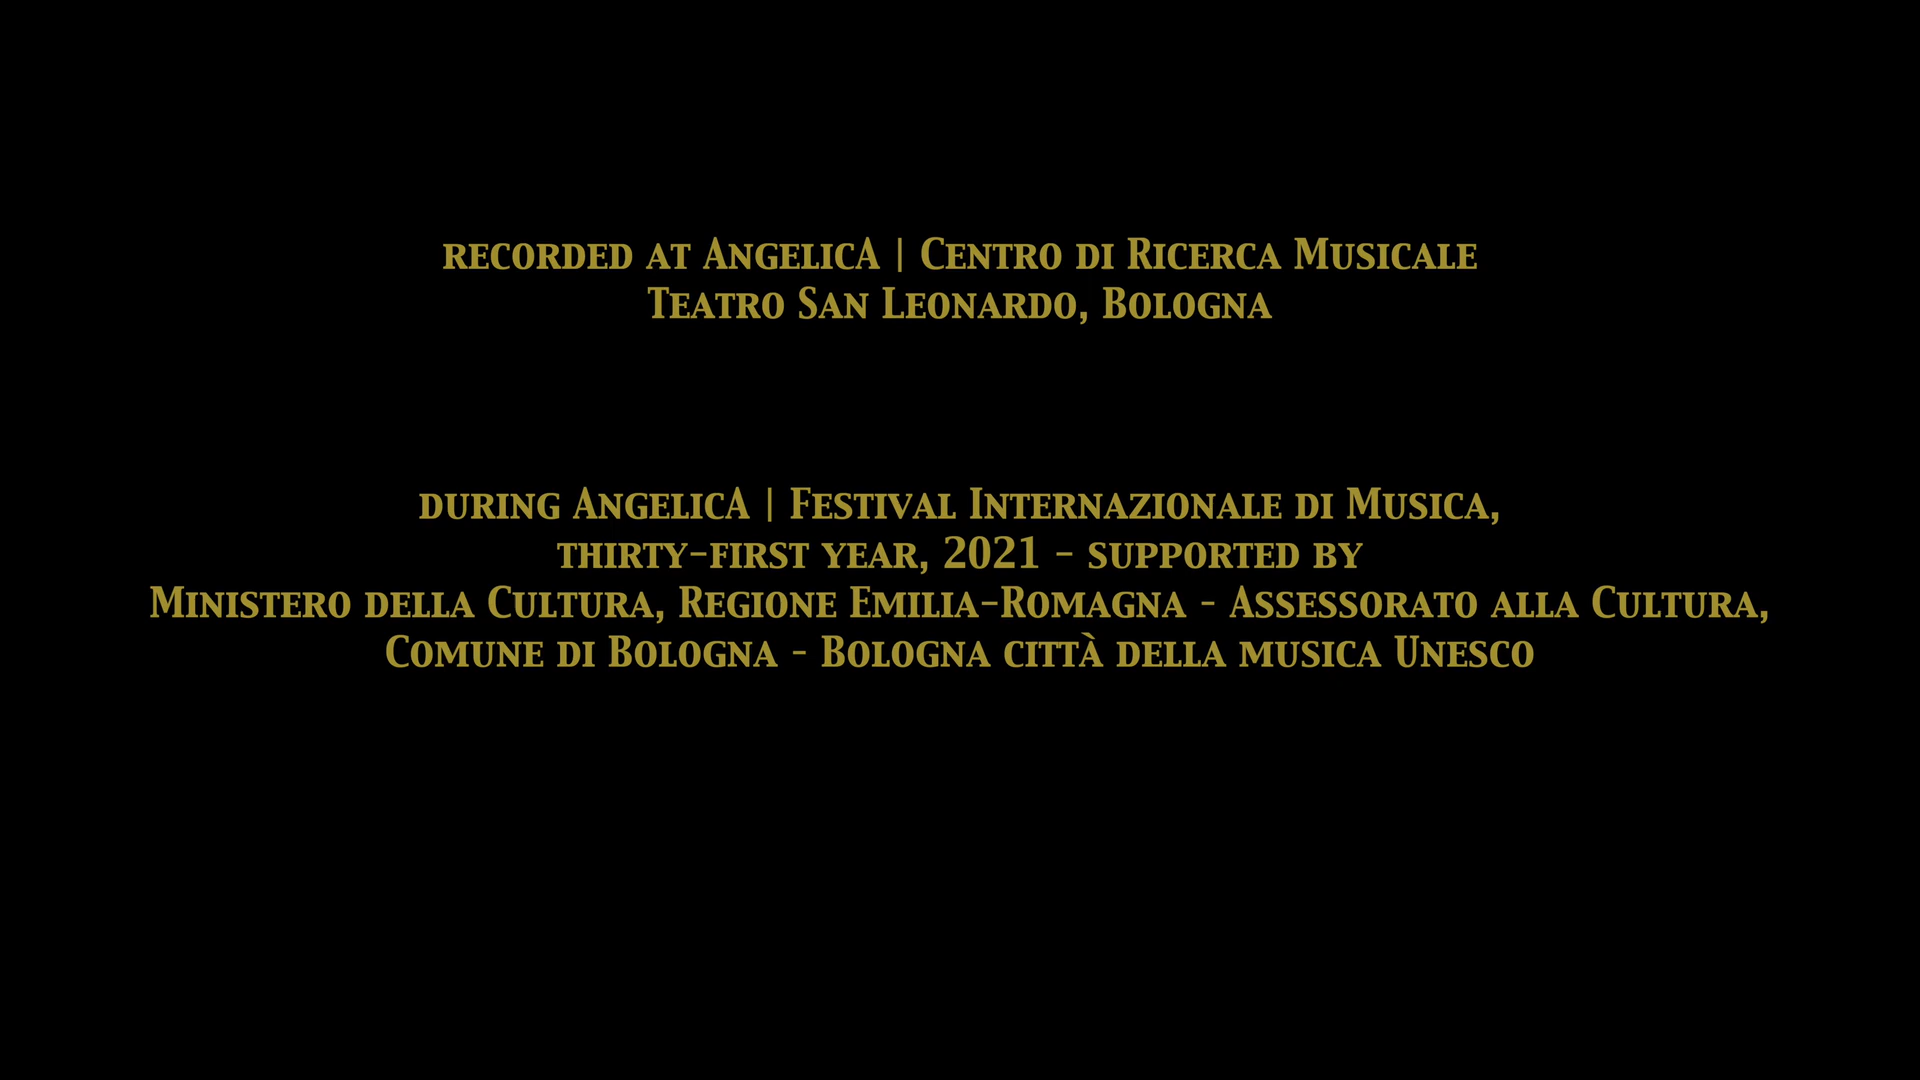 recorded at AngelicA | Centro di Ricerca Musicale
Teatro San Leonardo, Bologna
during AngelicA | Festival Internazionale di Musica,
thirty-first year, 2021 - supported by
Ministero della Cultura, Regione Emilia-Romagna - Assessorato alla Cultura,
Comune di Bologna - Bologna città della musica Unesco